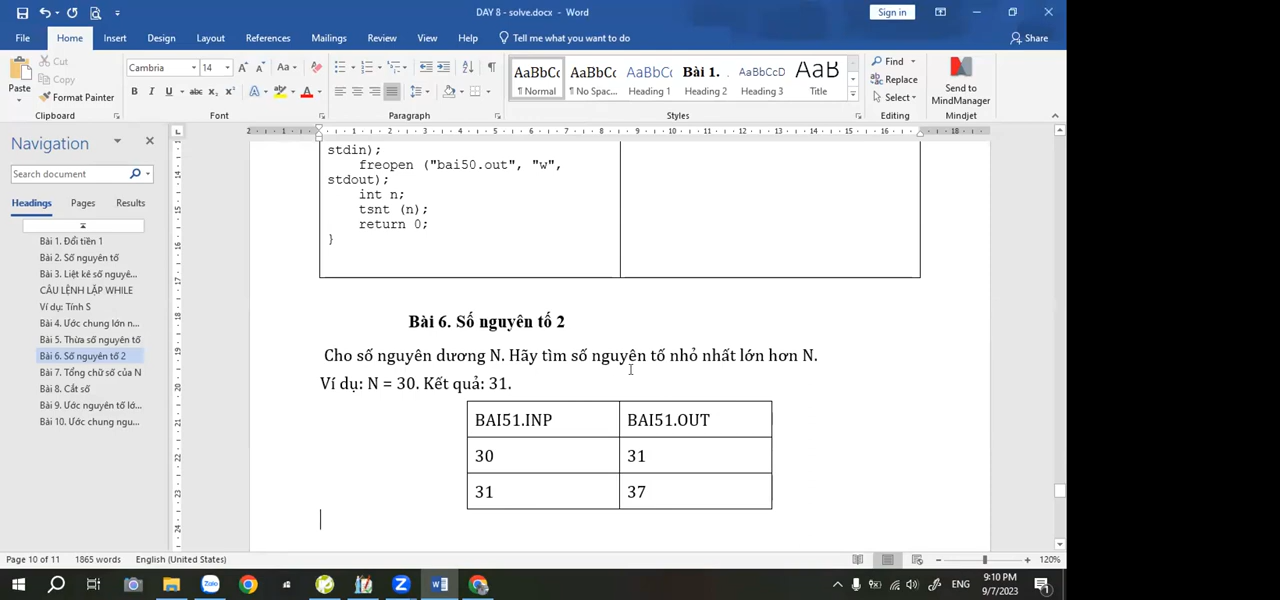 DAY 8 - solve.docx - Word
Sign in
File Home Insert Design Layout References Mailings Review View Help Tell me what you want to do Share
Paste
Cut
Copy
Format Painter
Clipboard
Cambria 14
Font
Paragraph
AaBbCc AaBbCc AaBbC Bài 1. AaBbCcD AaB
¶ Normal ¶ No Spac... Heading 1 Heading 2 Heading 3 Title
Styles
Find
Replace
Select
Editing
Send to
MindManager
Mindjet
Navigation
Search document
Headings Pages Results
Bài 1. Đổi tiền 1
Bài 2. Số nguyên tố
Bài 3. Liệt kê số nguyê...
CÂU LỆNH LẶP WHILE
Ví dụ: Tính S
Bài 4. Ước chung lớn n...
Bài 5. Thừa số nguyên tố
Bài 6. Số nguyên tố 2
Bài 7. Tổng chữ số của N
Bài 8. Cắt số
Bài 9. Ước nguyên tố lớ...
Bài 10. Ước chung ngu...
stdin);
freopen ("bai50.out", "w",
stdout);
int n;
tsnt (n);
return 0;
}
Bài 6. Số nguyên tố 2
Cho số nguyên dương N. Hãy tìm số nguyên tố nhỏ nhất lớn hơn N.
Ví dụ: N = 30. Kết quả: 31.
BAI51.INP BAI51.OUT
30 31
31 37
Page 10 of 11 1865 words English (United States) 120%
ENG
9:10 PM
9/7/2023